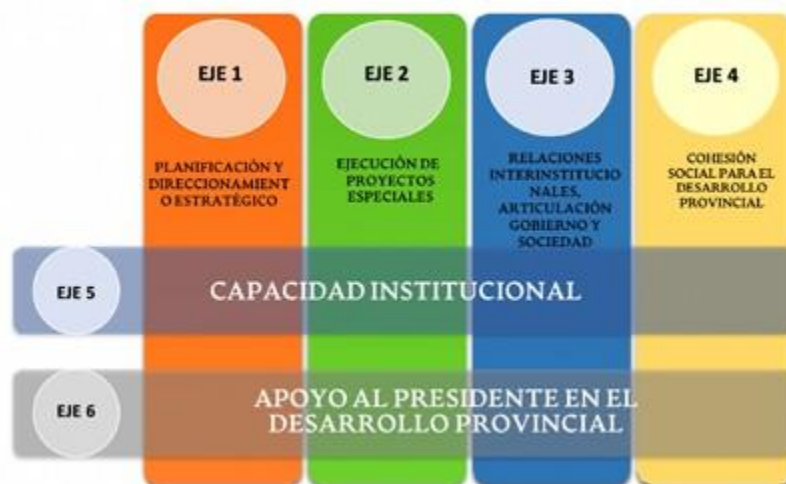 EJE 1
PLANIFICACIÓN Y
DIRECCIONAMIENT
O ESTRATÉGICO
EJE 2
EJECUCIÓN DE
PROYECTOS
ESPECIALES
EJE 3
RELACIONES
INTERINSTITUCIO
NALES,
ARTICULACIÓN
GOBIERNO Y
SOCIEDAD
EJE 4
COHESIÓN
SOCIAL PARA EL
DESARROLLO
PROVINCIAL
EJE 5
CAPACIDAD INSTITUCIONAL
EJE 6
APOYO AL PRESIDENTE EN EL
DESARROLLO PROVINCIAL